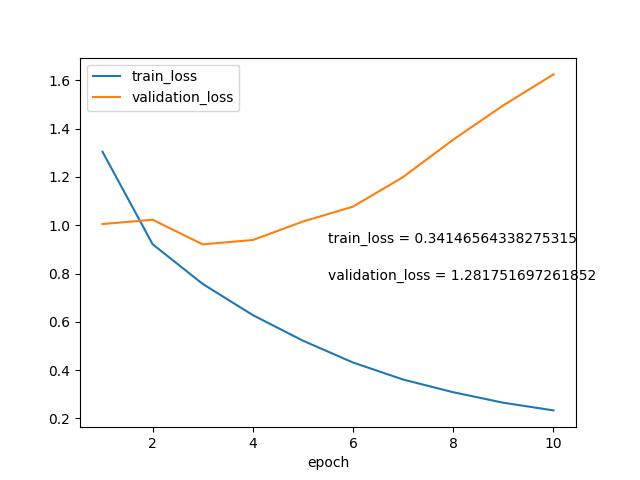 train_loss
validation_loss
1.6
1.4
1.2
1.0
0.8
0.6
0.4
0.2
train_loss = 0.34146564338275315
validation_loss = 1.281751697261852
2 4 6 8 10
epoch